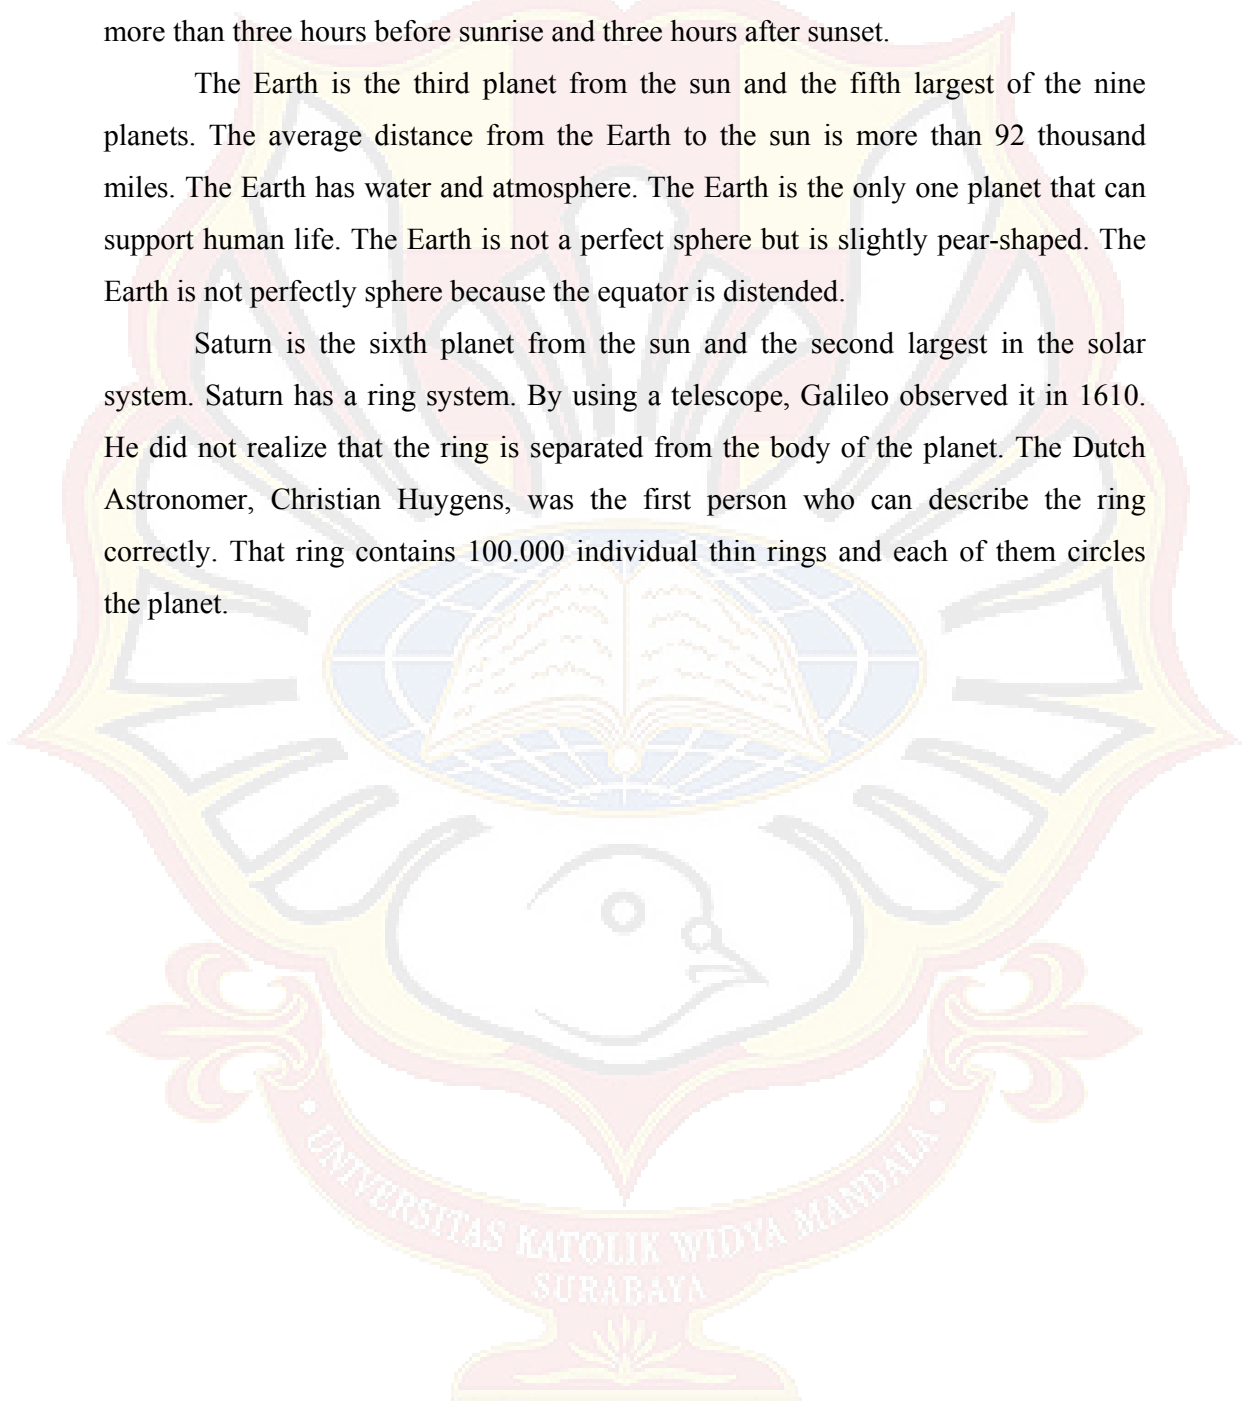 more than three hours before sunrise and three hours after sunset.
The Earth is the third planet from the sun and the fifth largest of the nine
planets. The average distance from the Earth to the sun is more than 92 thousand
miles. The Earth has water and atmosphere. The Earth is the only one planet that can
support human life. The Earth is not a perfect sphere but is slightly pear-shaped. The
Earth is not perfectly sphere because the equator is distended.
Saturn is the sixth planet from the sun and the second largest in the solar
system. Saturn has a ring system. By using a telescope, Galileo observed it in 1610.
He did not realize that the ring is separated from the body of the planet. The Dutch
Astronomer, Christian Huygens, was the first person who can describe the ring
correctly. That ring contains 100.000 individual thin rings and each of them circles
the planet.
UNIVERSITAS KATOLIK WIDYA MANDALA
SURABAYA